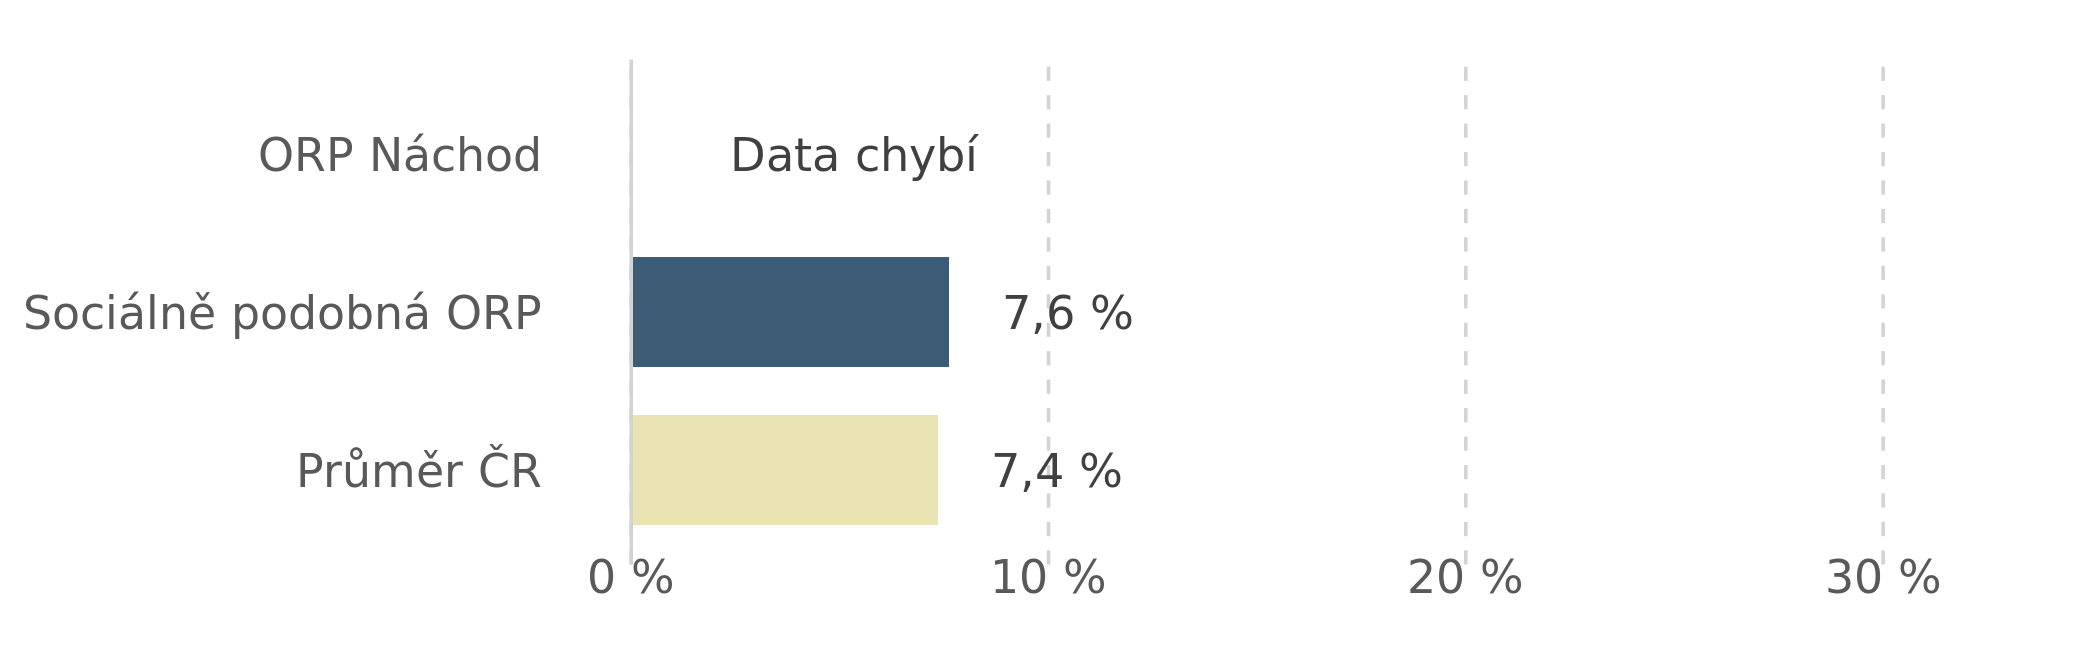 ORP Náchod Data chybí
Sociálně podobná ORP 7,6 %
Průměr ČR 7,4 %
0 % 10 % 20 % 30 %